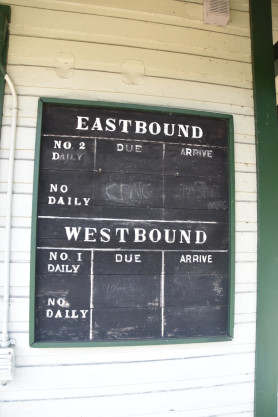 EASTBOUND
NO. 2 DUE ARRIVE
DAILY
NO
DAILY
WESTBOUND
NO. 1 DUE ARRIVE
DAILY
NO.
DAILY